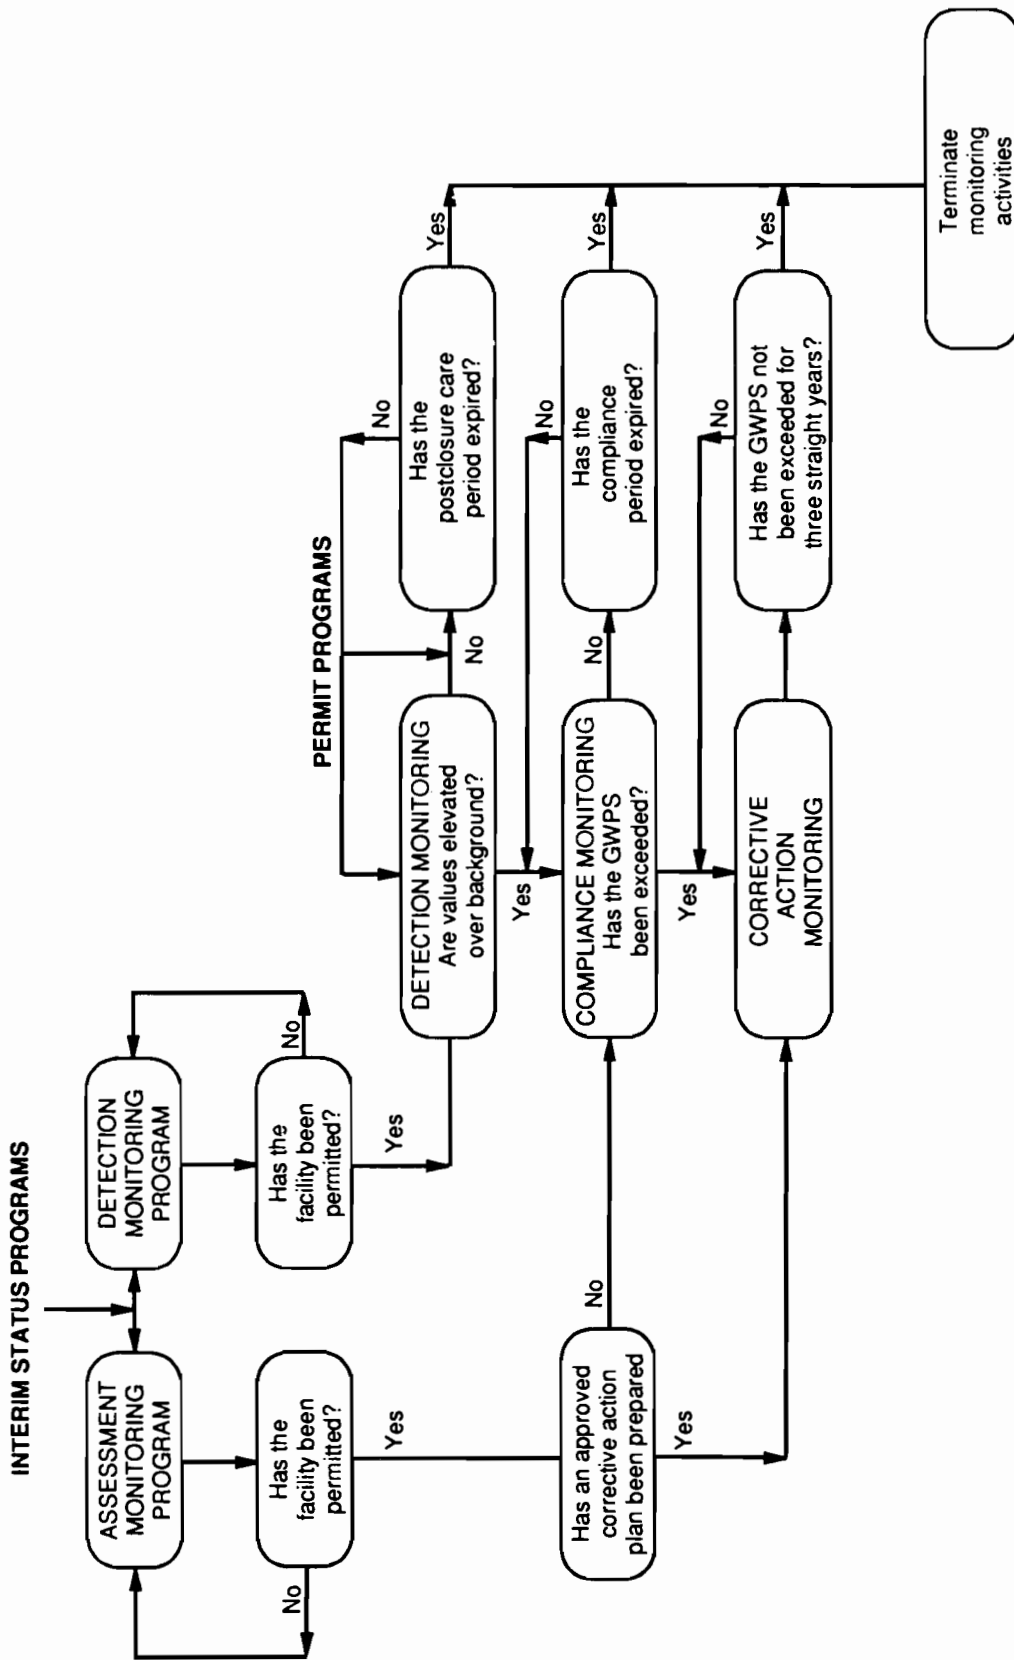 INTERIM STATUS PROGRAMS
ASSESSMENT
MONITORING
PROGRAM
DETECTION
MONITORING
PROGRAM
Has the
facility been
permitted?
No
Yes
Has the
facility been
permitted?
No
Yes
PERMIT PROGRAMS
DETECTION MONITORING
Are values elevated
over background?
No
Yes
Has the
postclosure care
period expired?
No
Yes
Has an approved
corrective action
plan been prepared
No
Yes
COMPLIANCE MONITORING
Has the GWPS
been exceeded?
No
Yes
Has the
compliance
period expired?
No
Yes
CORRECTIVE
ACTION
MONITORING
Has the GWPS not
been exceeded for
three straight years?
No
Yes
Terminate
monitoring
activities